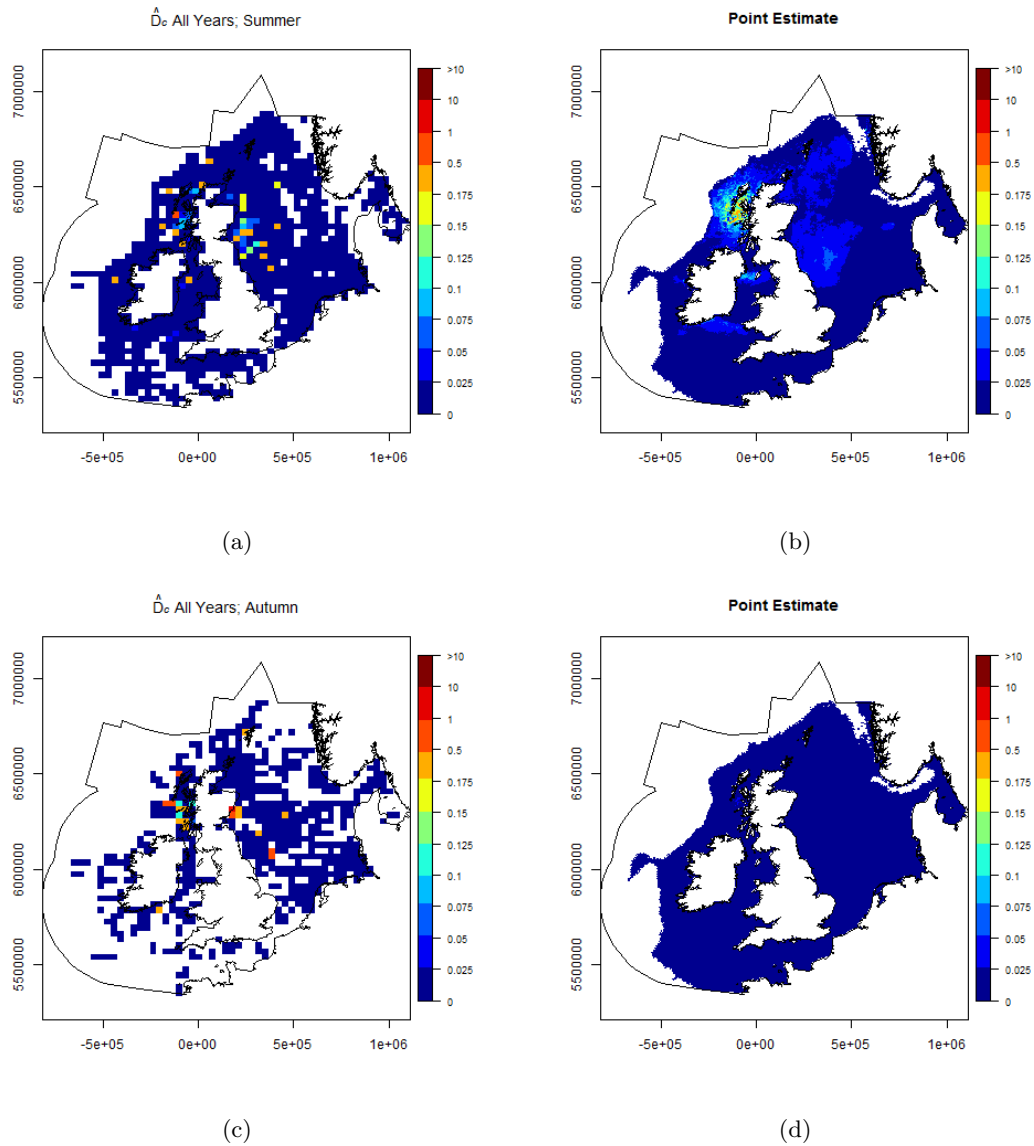 D̂c All Years; Summer
Point Estimate
7000000
6500000
6000000
5500000
-5e+05
0e+00
5e+05
1e+06
>10
10
1
0.5
0.175
0.15
0.125
0.1
0.075
0.05
0.025
0
7000000
6500000
6000000
5500000
-5e+05
0e+00
5e+05
1e+06
>10
10
1
0.5
0.175
0.15
0.125
0.1
0.075
0.05
0.025
0
(a)
(b)
D̂c All Years; Autumn
Point Estimate
7000000
6500000
6000000
5500000
-5e+05
0e+00
5e+05
1e+06
>10
10
1
0.5
0.175
0.15
0.125
0.1
0.075
0.05
0.025
0
7000000
6500000
6000000
5500000
-5e+05
0e+00
5e+05
1e+06
>10
10
1
0.5
0.175
0.15
0.125
0.1
0.075
0.05
0.025
0
(c)
(d)